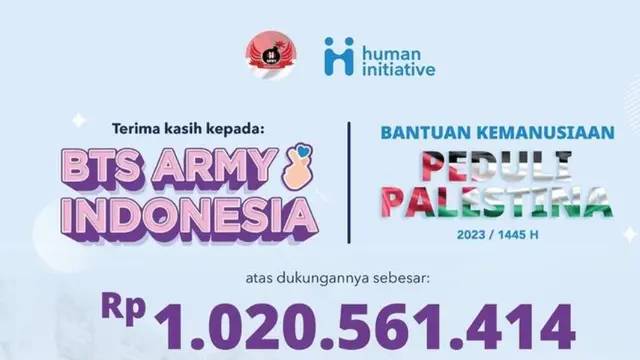 human
initiative
Terima kasih kepada:
BTS ARMY
INDONESIA
BANTUAN KEMANUSIAAN
PEDULI
PALESTINA
2023 / 1445 H
atas dukungannya sebesar:
Rp 1.020.561.414